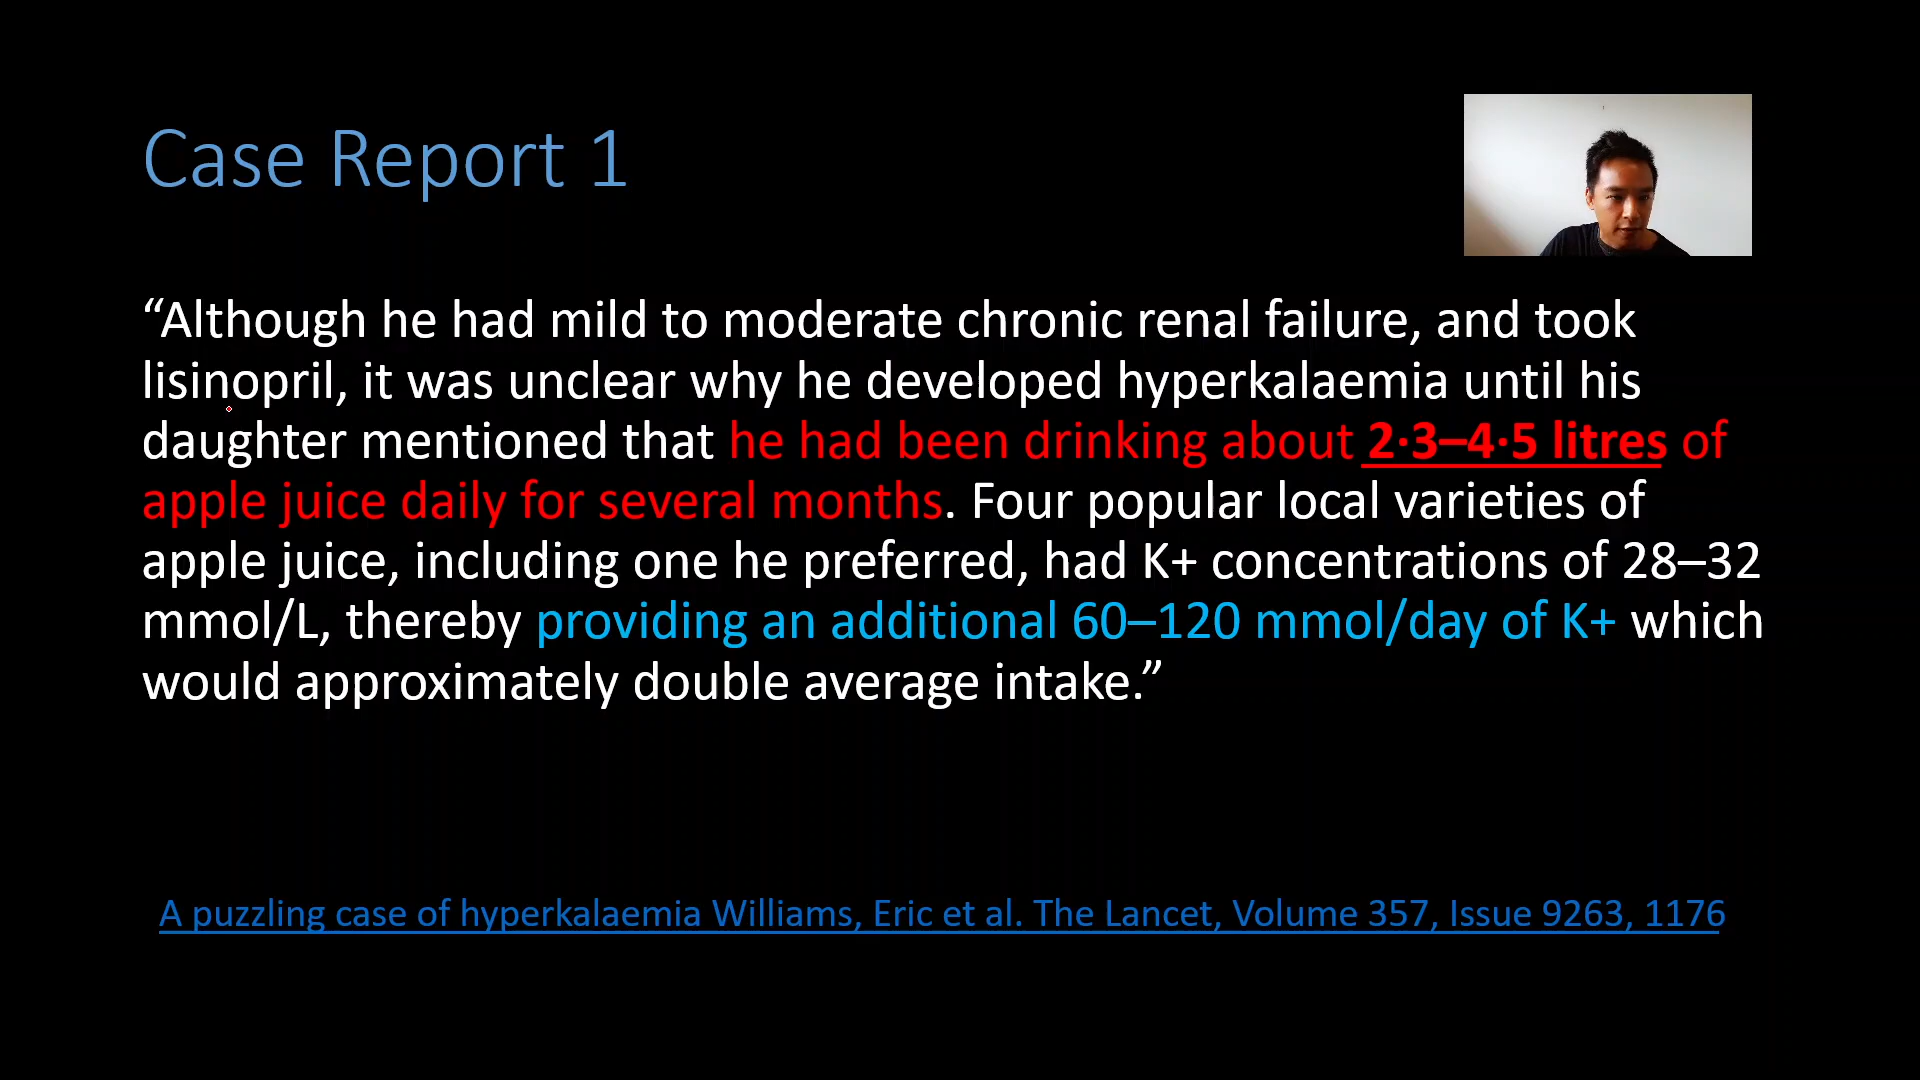 Case Report 1
“Although he had mild to moderate chronic renal failure, and took
lisinopril, it was unclear why he developed hyperkalaemia until his
daughter mentioned that he had been drinking about 2·3–4·5 litres of
apple juice daily for several months. Four popular local varieties of
apple juice, including one he preferred, had K+ concentrations of 28–32
mmol/L, thereby providing an additional 60–120 mmol/day of K+ which
would approximately double average intake.”
A puzzling case of hyperkalaemia Williams, Eric et al. The Lancet, Volume 357, Issue 9263, 1176